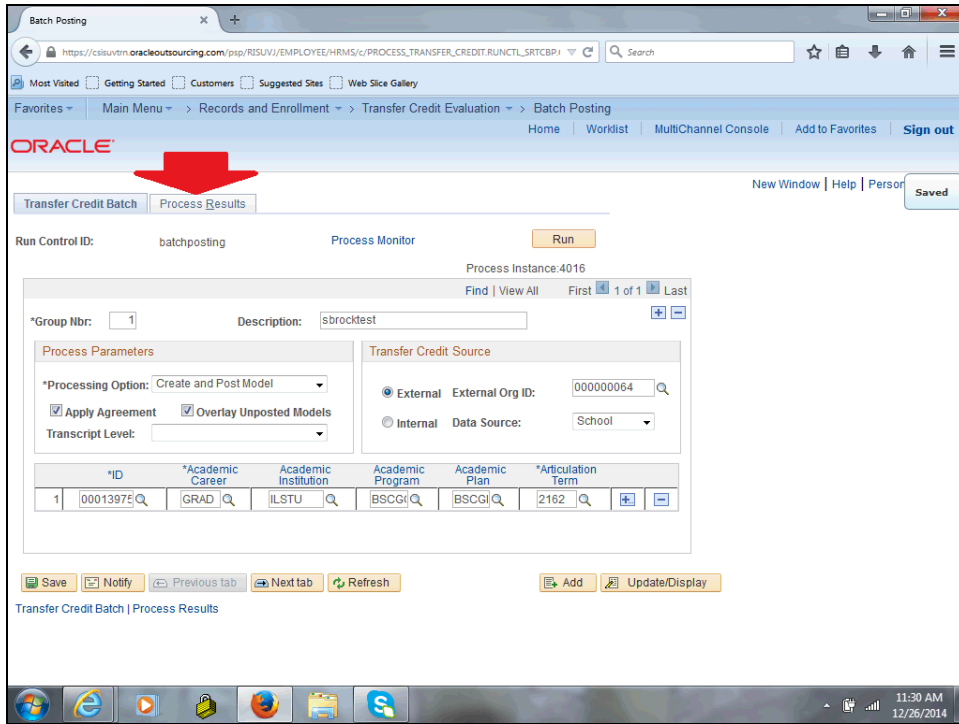 Batch Posting
https://csisuvtrn.oracleoutsourcing.com/psp/RISUVJ/EMPLOYEE/HRMS/c/PROCESS_TRANSFER_CREDIT.RUNCTL_SRTCBP.
Search
Most Visited Getting Started Customers Suggested Sites Web Slice Gallery
Favorites Main Menu > Records and Enrollment > Transfer Credit Evaluation > Batch Posting
Home Worklist MultiChannel Console Add to Favorites Sign out
ORACLE
New Window | Help | Person
Saved
Transfer Credit Batch Process Results
Run Control ID: batchposting Process Monitor Run
Process Instance:4016
Find | View All First 1 of 1 Last
*Group Nbr: 1 Description: sbrocktest
Process Parameters Transfer Credit Source
*Processing Option: Create and Post Model
External External Org ID: 000000064
Apply Agreement Overlay Unposted Models
Internal Data Source: School
Transcript Level:
*ID *Academic Career Academic Institution Academic Program Academic Plan *Articulation Term
1 00013975 GRAD ILSTU BSCG BSCG 2162
Save Notify Previous tab Next tab Refresh Add Update/Display
Transfer Credit Batch | Process Results
11:30 AM
12/26/2014